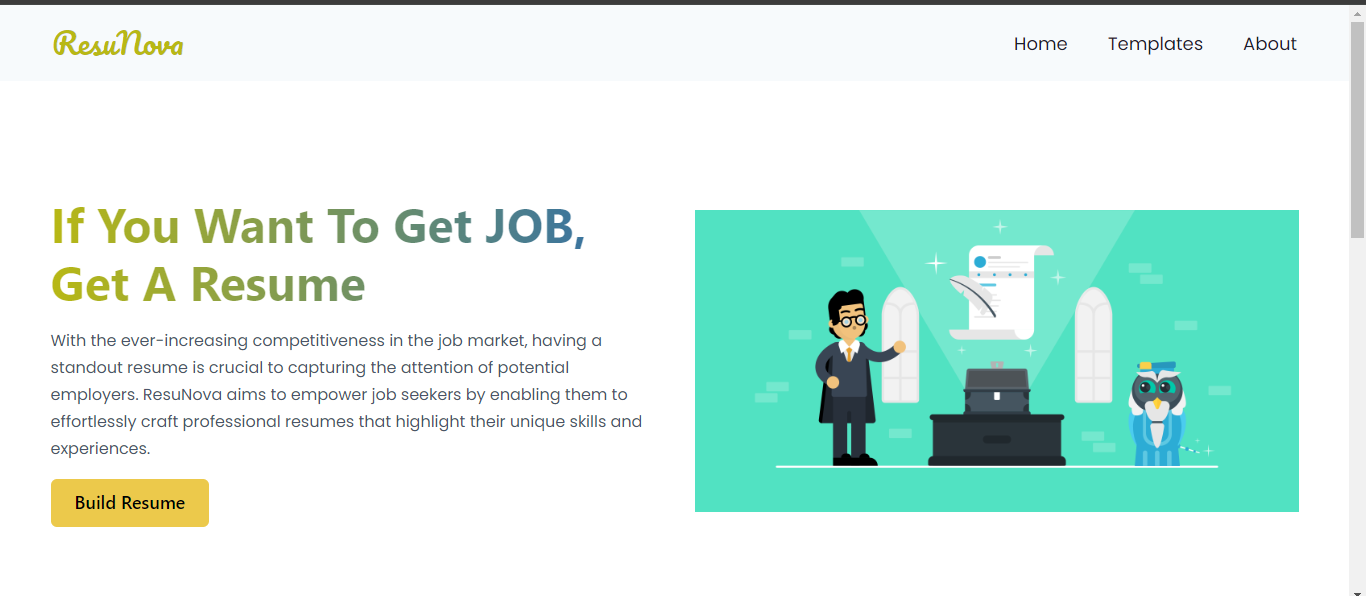 ResuNova
Home Templates About
If You Want To Get JOB,
Get A Resume
With the ever-increasing competitiveness in the job market, having a
standout resume is crucial to capturing the attention of potential
employers. ResuNova aims to empower job seekers by enabling them to
effortlessly craft professional resumes that highlight their unique skills and
experiences.
Build Resume